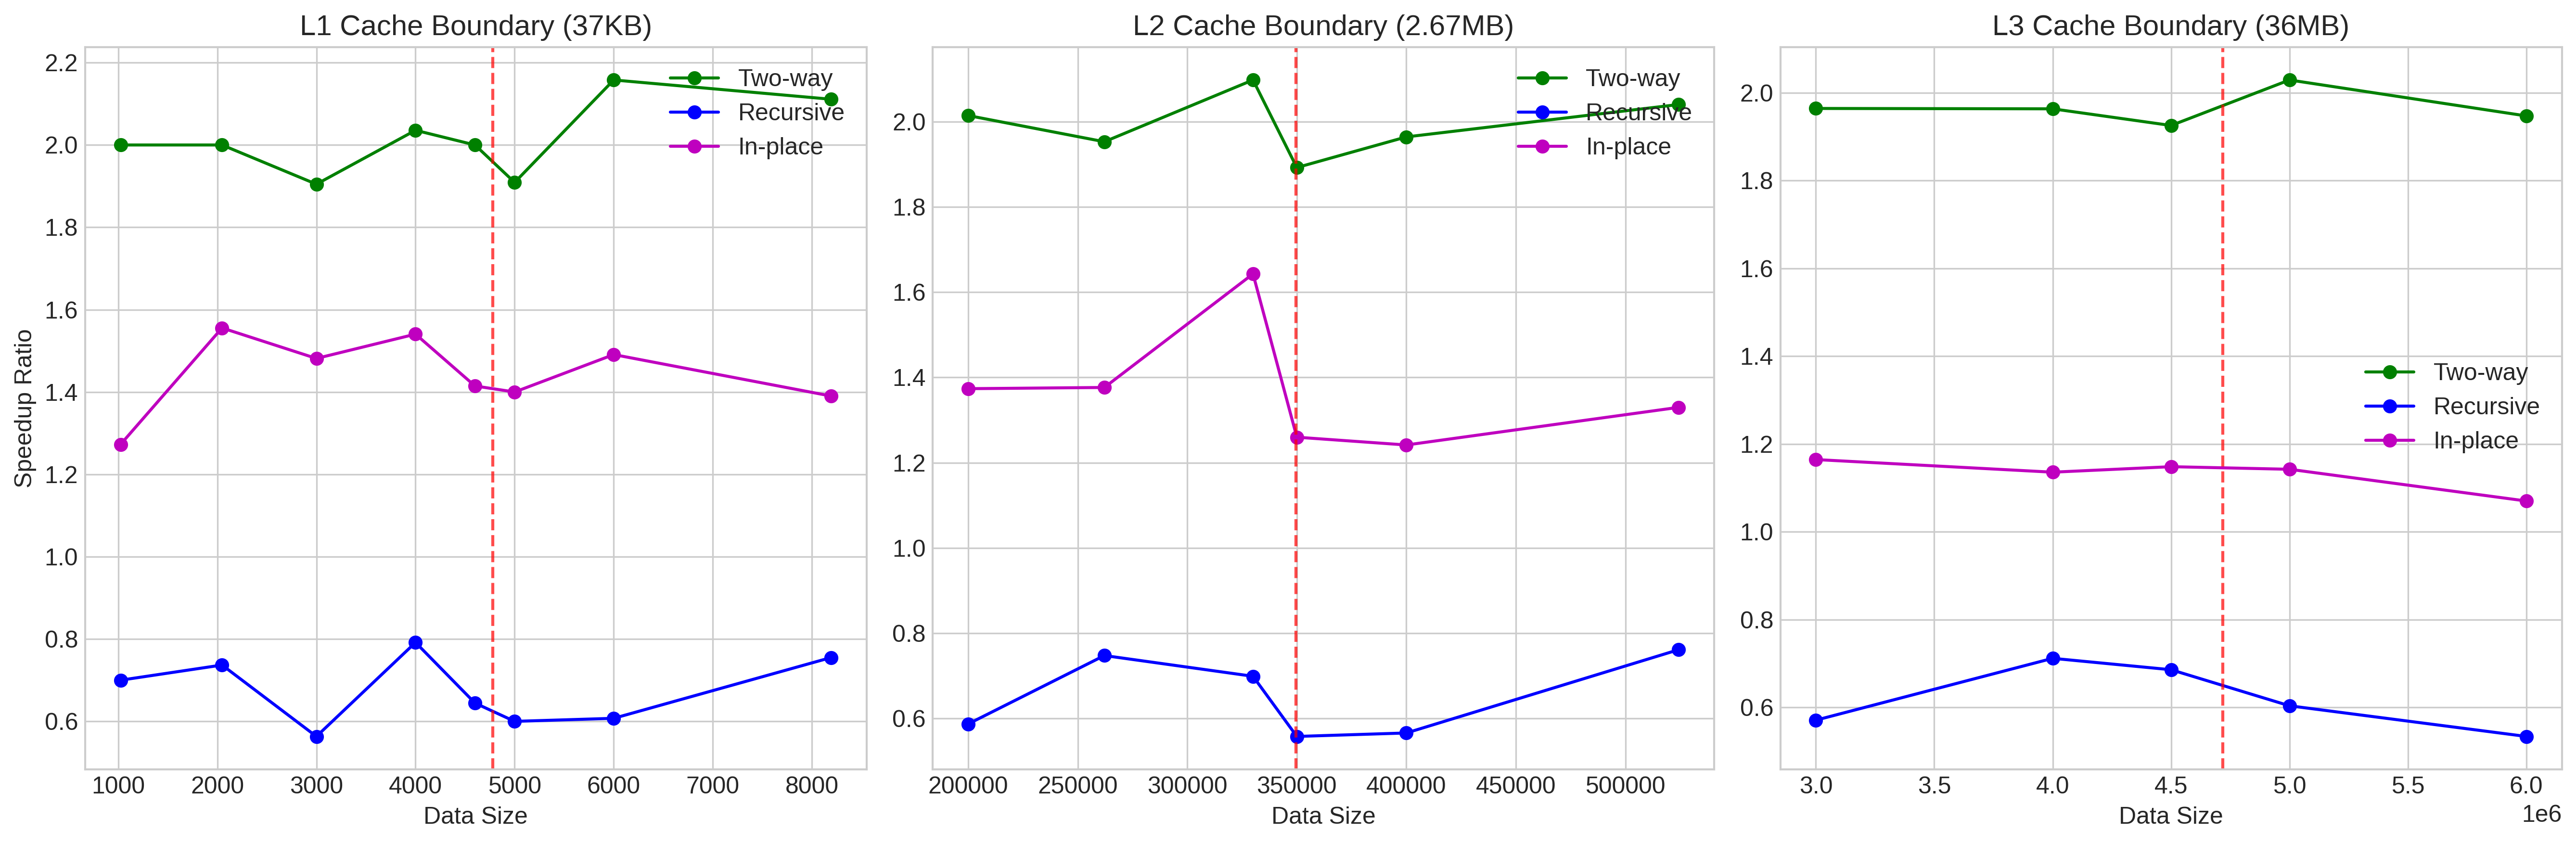 L1 Cache Boundary (37KB)
2.2
2.0
1.8
1.6
1.4
1.2
1.0
0.8
0.6
Speedup Ratio
1000 2000 3000 4000 5000 6000 7000 8000
Data Size
Two-way
Recursive
In-place
L2 Cache Boundary (2.67MB)
2.0
1.8
1.6
1.4
1.2
1.0
0.8
0.6
200000 250000 300000 350000 400000 450000 500000
Data Size
Two-way
Recursive
In-place
L3 Cache Boundary (36MB)
2.0
1.8
1.6
1.4
1.2
1.0
0.8
0.6
3.0 3.5 4.0 4.5 5.0 5.5 6.0
1e6
Data Size
Two-way
Recursive
In-place